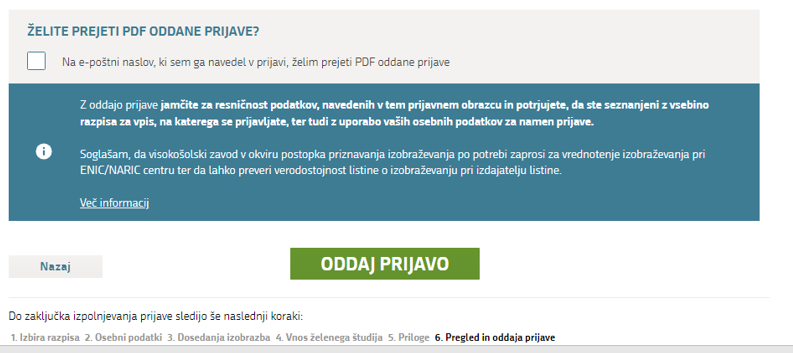 ŽELITE PREJETI PDF ODDANE PRIJAVE?
Na e-poštni naslov, ki sem ga navedel v prijavi, želim prejeti PDF oddane prijave
Z oddajo prijave jamčite za resničnost podatkov, navedenih v tem prijavnem obrazcu in potrjujete, da ste seznanjeni z vsebino
razpisa za vpis, na katerega se prijavljate, ter tudi z uporabo vaših osebnih podatkov za namen prijave.
Soglašam, da visokošolski zavod v okviru postopka priznavanja izobraževanja po potrebi zaprosi za vrednotenje izobraževanja pri
ENIC/NARIC centru ter da lahko preveri verodostojnost listine o izobraževanju pri izdajatelju listine.
Več informacij
Nazaj
ODDAJ PRIJAVO
Do zaključka izpolnjevanja prijave sledijo še naslednji koraki:
1. Izbira razpisa 2. Osebni podatki 3. Dosedanja izobrazba 4. Vnos želenega študija 5. Priloge 6. Pregled in oddaja prijave